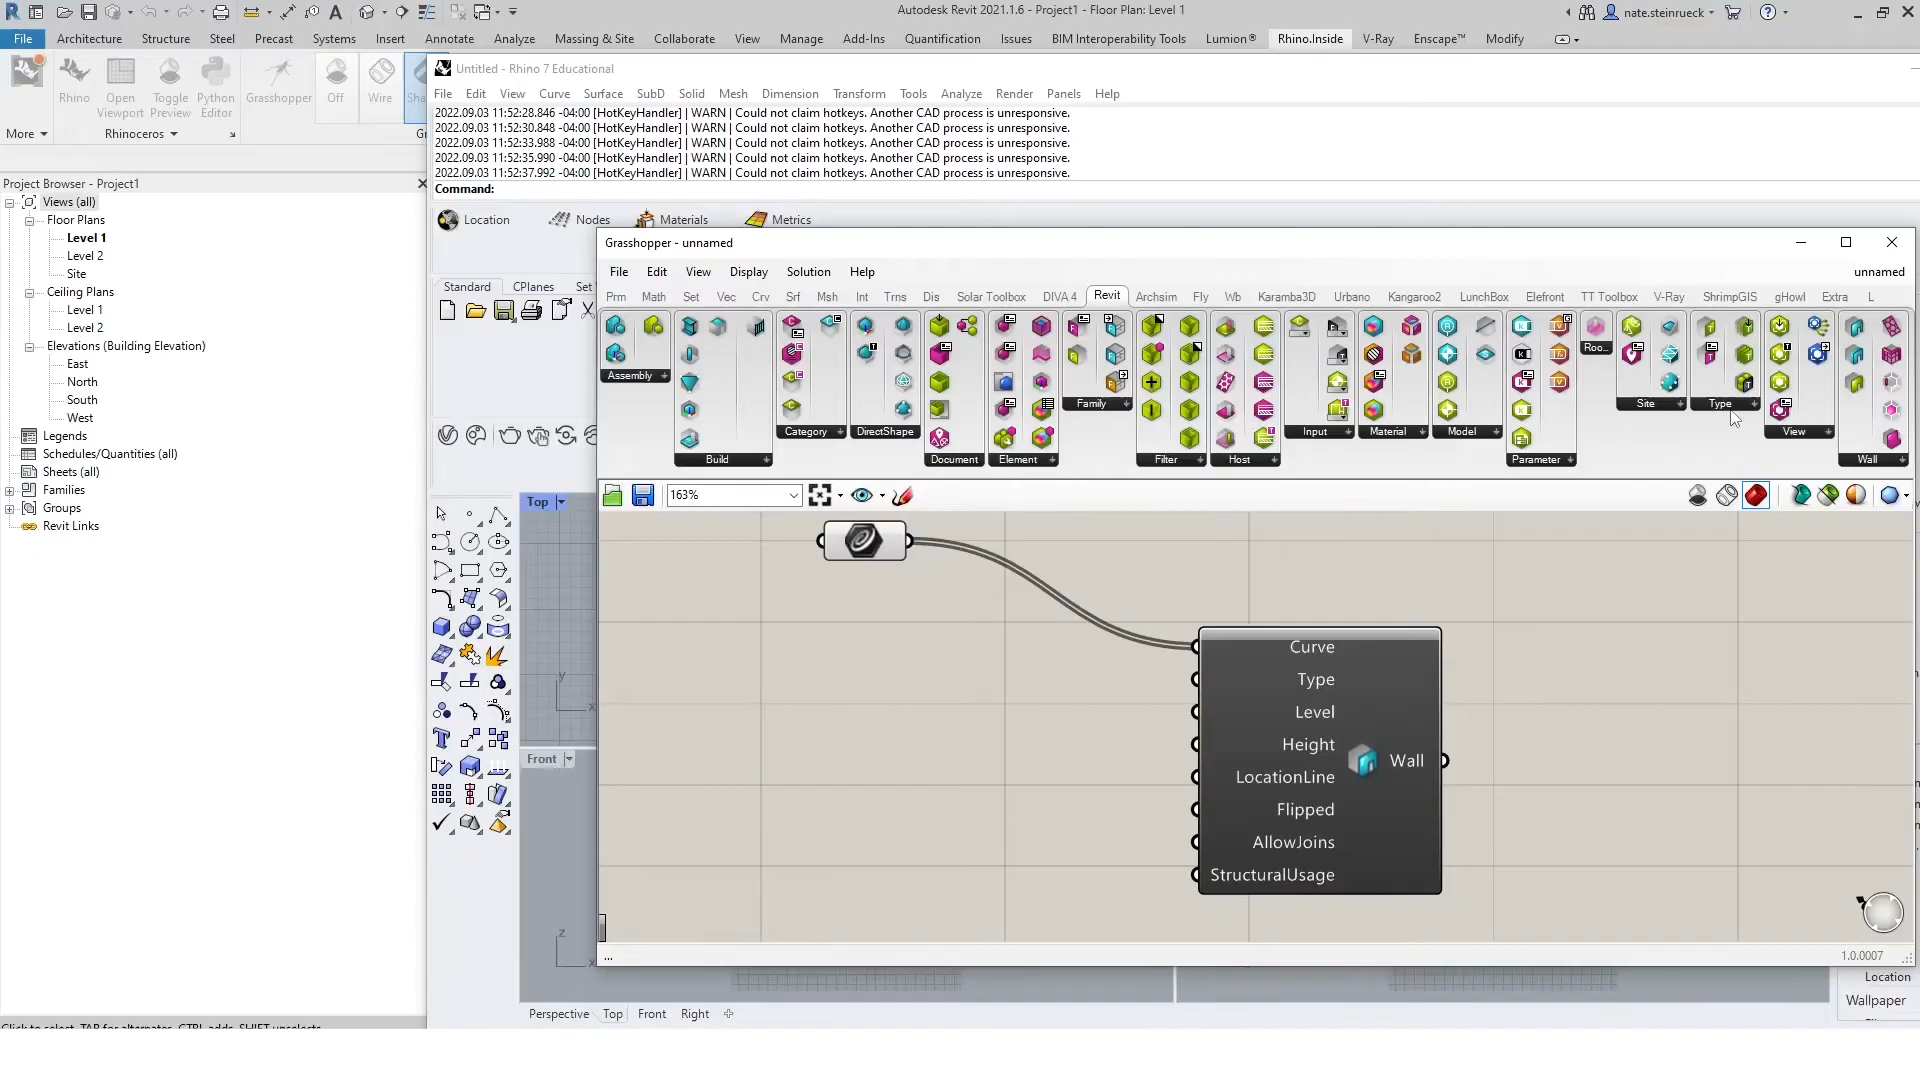 Autodesk Revit 2021.1.6 - Project1 - Floor Plan: Level 1
nate.steinrueck
File Architecture Structure Steel Precast Systems Insert Annotate Analyze Massing & Site Collaborate View Manage Add-Ins Quantification Issues BIM Interoperability Tools Lumion® Rhino.Inside V-Ray Enscape™ Modify
Rhino Open Viewport Toggle Preview Python Editor Grasshopper Off Wire
More Rhinoceros
Untitled - Rhino 7 Educational
File Edit View Curve Surface SubD Solid Mesh Dimension Transform Tools Analyze Render Panels Help
2022.09.03 11:52:28.846 -04:00 [HotKeyHandler] | WARN | Could not claim hotkeys. Another CAD process is unresponsive.
2022.09.03 11:52:30.848 -04:00 [HotKeyHandler] | WARN | Could not claim hotkeys. Another CAD process is unresponsive.
2022.09.03 11:52:33.988 -04:00 [HotKeyHandler] | WARN | Could not claim hotkeys. Another CAD process is unresponsive.
2022.09.03 11:52:35.990 -04:00 [HotKeyHandler] | WARN | Could not claim hotkeys. Another CAD process is unresponsive.
2022.09.03 11:52:37.992 -04:00 [HotKeyHandler] | WARN | Could not claim hotkeys. Another CAD process is unresponsive.
Command:
Location Nodes Materials Metrics
Project Browser - Project1
Views (all)
Floor Plans
Level 1
Level 2
Site
Ceiling Plans
Level 1
Level 2
Elevations (Building Elevation)
East
North
South
West
Legends
Schedules/Quantities (all)
Sheets (all)
Families
Groups
Revit Links
Standard CPlanes Set
Grasshopper - unnamed
File Edit View Display Solution Help
unnamed
Prm Math Set Vec Crv Srf Msh Int Trns Dis Solar Toolbox DIVA 4 Revit Archsim Fly Wb Karamba3D Urbano Kangaroo2 LunchBox Elefront TT Toolbox V-Ray ShrimpGIS gHowl Extra L
Assembly Build Category DirectShape Document Element Family Filter Host Input Material Model Parameter Roo... Site Type View Wall
163%
Top
Front
Curve
Type
Level
Height
LocationLine
Flipped
AllowJoins
StructuralUsage
Wall
...
1.0.0007
Location
Wallpaper
Perspective Top Front Right